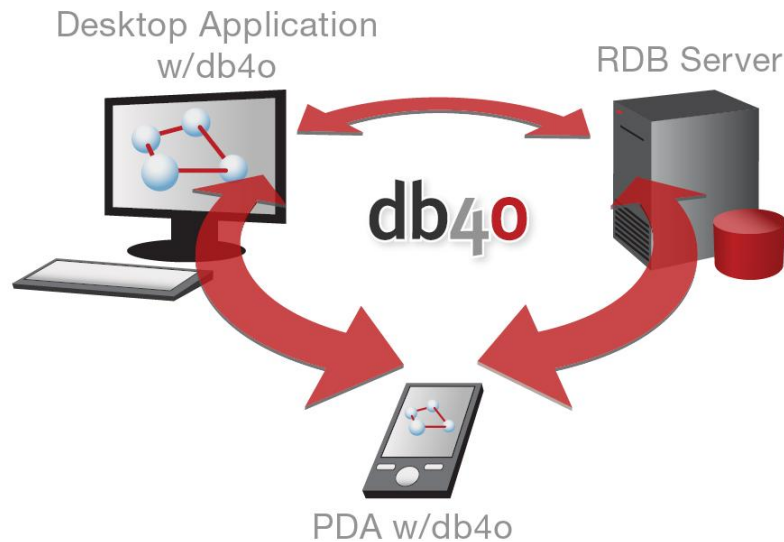 Desktop Application
w/db4o
RDB Server
db4o
PDA w/db4o